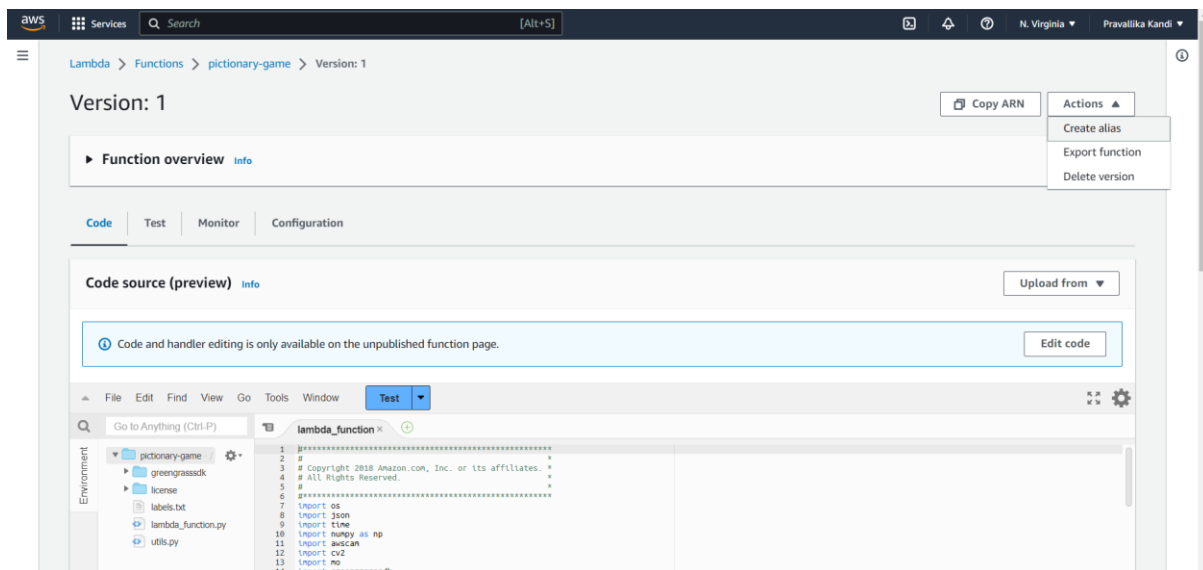 aws Services Search [Alt+S] N. Virginia ▼ Pravallika Kandi ▼
Lambda > Functions > pictionary-game > Version: 1
Version: 1
Copy ARN Actions ▲
Create alias
Export function
Delete version
▶ Function overview Info
Code Test Monitor Configuration
Code source (preview) Info Upload from ▼
Code and handler editing is only available on the unpublished function page. Edit code
File Edit Find View Go Tools Window Test
Go to Anything (Ctrl-P) lambda_function ×
Environment
pictionary-game /
greengrasssdk
license
labels.txt
lambda_function.py
utils.py
1 #*****************************************************
2 # *
3 # Copyright 2018 Amazon.com, Inc. or its affiliates. *
4 # All Rights Reserved. *
5 # *
6 #*****************************************************
7 import os
8 import json
9 import time
10 import numpy as np
11 import awscam
12 import cv2
13 import mo